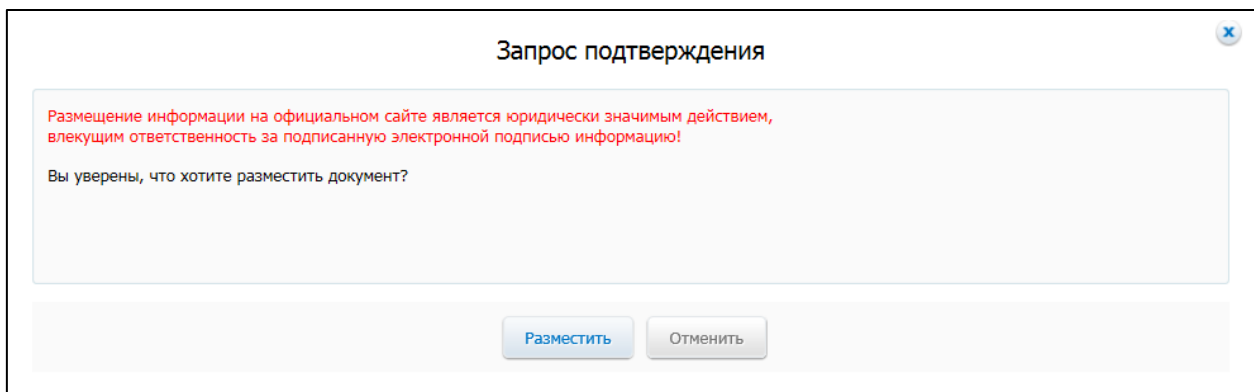 Запрос подтверждения
x
Размещение информации на официальном сайте является юридически значимым действием,
влекущим ответственность за подписанную электронной подписью информацию!
Вы уверены, что хотите разместить документ?
Разместить Отменить